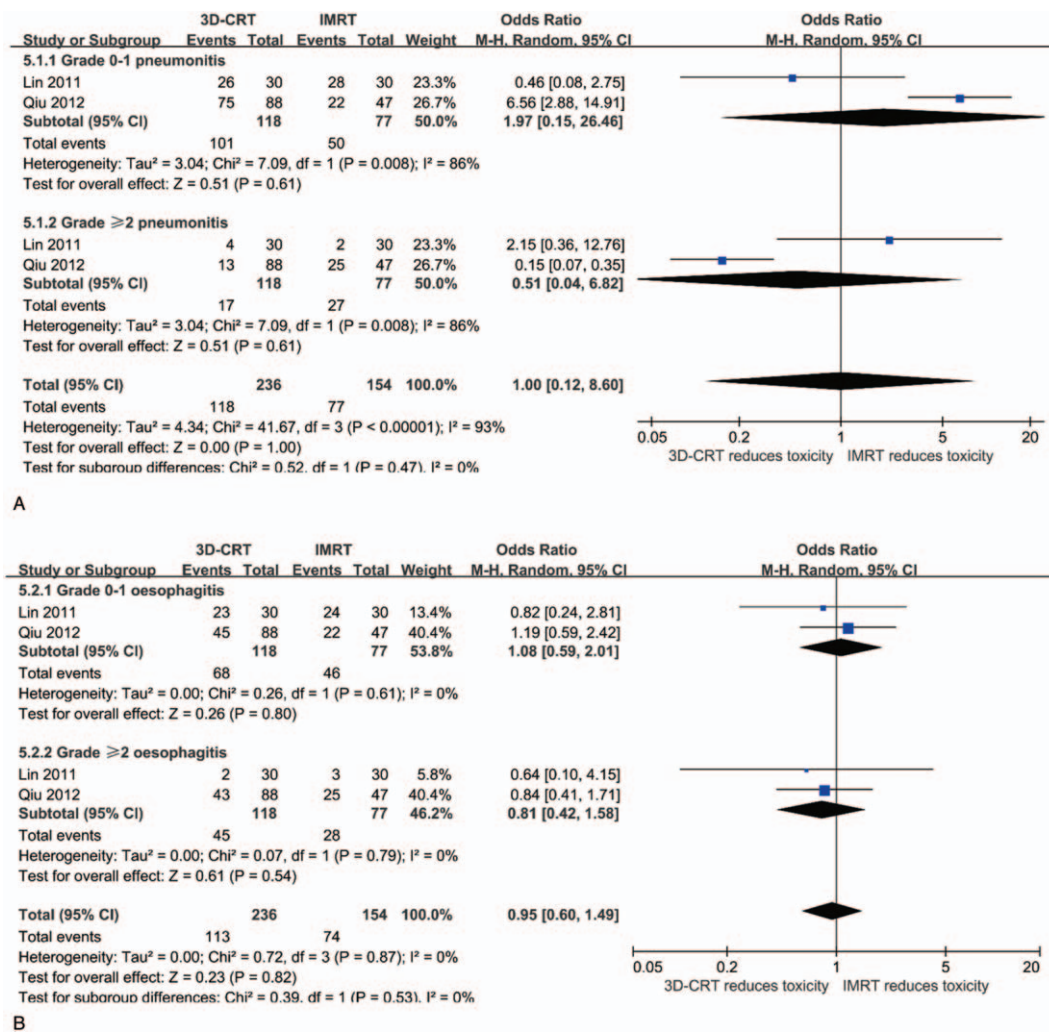 3D-CRT IMRT Odds Ratio Odds Ratio
Study or Subgroup Events Total Events Total Weight M-H, Random, 95% CI M-H, Random, 95% CI
5.1.1 Grade 0-1 pneumonitis
Lin 2011 26 30 28 30 23.3% 0.46 [0.08, 2.75]
Qiu 2012 75 88 22 47 26.7% 6.56 [2.88, 14.91]
Subtotal (95% CI) 118 77 50.0% 1.97 [0.15, 26.46]
Total events 101 50
Heterogeneity: Tau² = 3.04; Chi² = 7.09, df = 1 (P = 0.008); I² = 86%
Test for overall effect: Z = 0.51 (P = 0.61)
5.1.2 Grade ⩾2 pneumonitis
Lin 2011 4 30 2 30 23.3% 2.15 [0.36, 12.76]
Qiu 2012 13 88 25 47 26.7% 0.15 [0.07, 0.35]
Subtotal (95% CI) 118 77 50.0% 0.51 [0.04, 6.82]
Total events 17 27
Heterogeneity: Tau² = 3.04; Chi² = 7.09, df = 1 (P = 0.008); I² = 86%
Test for overall effect: Z = 0.51 (P = 0.61)
Total (95% CI) 236 154 100.0% 1.00 [0.12, 8.60]
Total events 118 77
Heterogeneity: Tau² = 4.34; Chi² = 41.67, df = 3 (P < 0.00001); I² = 93%
Test for overall effect: Z = 0.00 (P = 1.00)
Test for subgroup differences: Chi² = 0.52, df = 1 (P = 0.47), I² = 0%
0.05 0.2 1 5 20
3D-CRT reduces toxicity IMRT reduces toxicity
A
3D-CRT IMRT Odds Ratio Odds Ratio
Study or Subgroup Events Total Events Total Weight M-H, Random, 95% CI M-H, Random, 95% CI
5.2.1 Grade 0-1 oesophagitis
Lin 2011 23 30 24 30 13.4% 0.82 [0.24, 2.81]
Qiu 2012 45 88 22 47 40.4% 1.19 [0.59, 2.42]
Subtotal (95% CI) 118 77 53.8% 1.08 [0.59, 2.01]
Total events 68 46
Heterogeneity: Tau² = 0.00; Chi² = 0.26, df = 1 (P = 0.61); I² = 0%
Test for overall effect: Z = 0.26 (P = 0.80)
5.2.2 Grade ⩾2 oesophagitis
Lin 2011 2 30 3 30 5.8% 0.64 [0.10, 4.15]
Qiu 2012 43 88 25 47 40.4% 0.84 [0.41, 1.71]
Subtotal (95% CI) 118 77 46.2% 0.81 [0.42, 1.58]
Total events 45 28
Heterogeneity: Tau² = 0.00; Chi² = 0.07, df = 1 (P = 0.79); I² = 0%
Test for overall effect: Z = 0.61 (P = 0.54)
Total (95% CI) 236 154 100.0% 0.95 [0.60, 1.49]
Total events 113 74
Heterogeneity: Tau² = 0.00; Chi² = 0.72, df = 3 (P = 0.87); I² = 0%
Test for overall effect: Z = 0.23 (P = 0.82)
Test for subgroup differences: Chi² = 0.39, df = 1 (P = 0.53), I² = 0%
0.05 0.2 1 5 20
3D-CRT reduces toxicity IMRT reduces toxicity
B